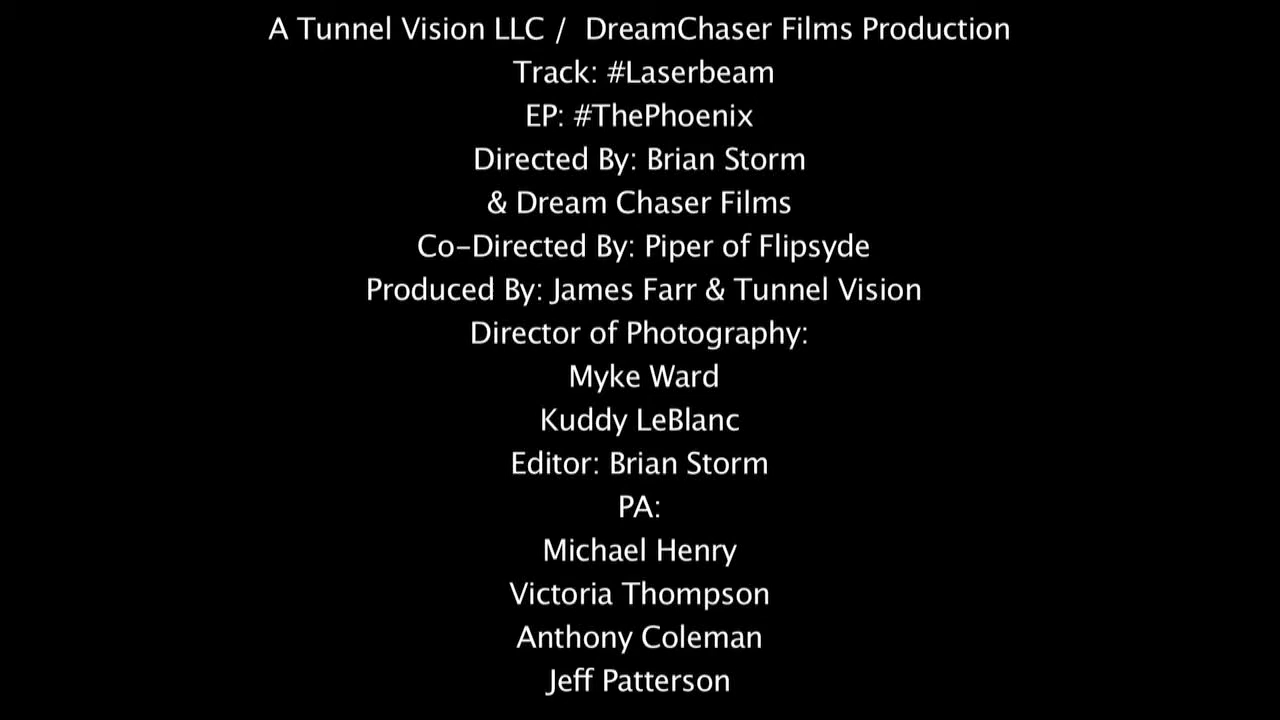 A Tunnel Vision LLC /  DreamChaser Films Production
Track: #Laserbeam
EP: #ThePhoenix
Directed By: Brian Storm
& Dream Chaser Films
Co-Directed By: Piper of Flipsyde
Produced By: James Farr & Tunnel Vision
Director of Photography:
Myke Ward
Kuddy LeBlanc
Editor: Brian Storm
PA:
Michael Henry
Victoria Thompson
Anthony Coleman
Jeff Patterson